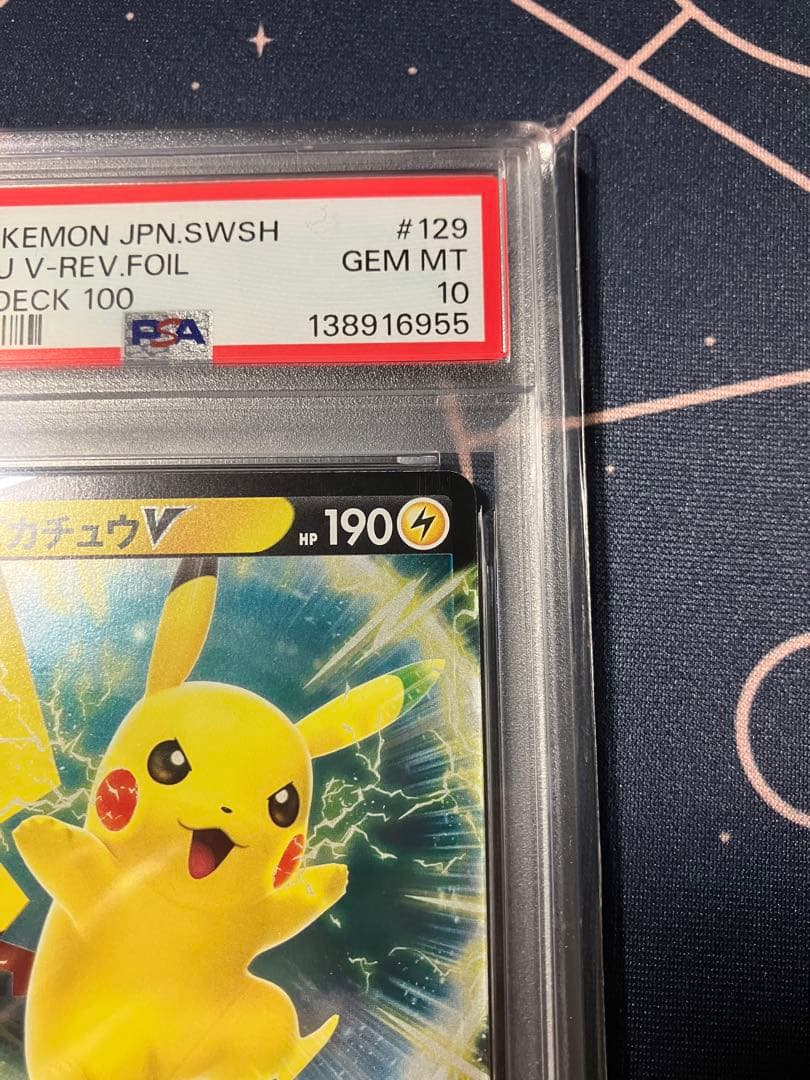 KEMON JPN.SWSH #129
U V-REV.FOIL GEM MT
DECK 100 10
PSA 138916955
カチュウV HP 190